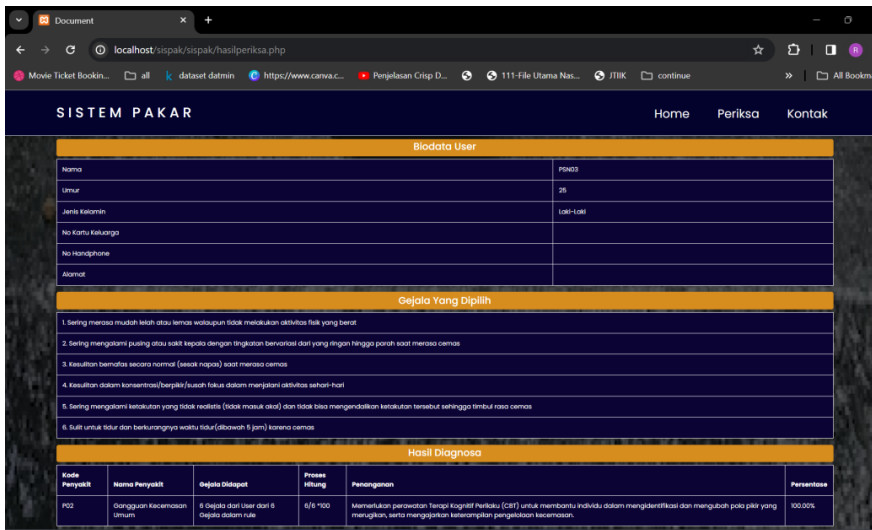 Document
localhost/sispak/sispak/hasilperiksa.php
R
Movie Ticket Bookin... all k dataset datmin https://www.canva.c... Penjelasan Crisp D... 111-File Utama Nas... JTIIK continue » All Bookm
SISTEM PAKAR Home Periksa Kontak
Biodata User
Nama PSN03
Umur 25
Jenis Kelamin Laki-Laki
No Kartu Keluarga
No Handphone
Alamat
Gejala Yang Dipilih
1. Sering merasa mudah lelah atau lemas walaupun tidak melakukan aktivitas fisik yang berat
2. Sering mengalami pusing atau sakit kepala dengan tingkatan bervariasi dari yang ringan hingga parah saat merasa cemas
3. Kesulitan bernafas secara normal (sesak napas) saat merasa cemas
4. Kesulitan dalam konsentrasi/berpikir/susah fokus dalam menjalani aktivitas sehari-hari
5. Sering mengalami ketakutan yang tidak realistis (tidak masuk akal) dan tidak bisa mengendalikan ketakutan tersebut sehingga timbul rasa cemas
6. Sulit untuk tidur dan berkurangnya waktu tidur(dibawah 5 jam) karena cemas
Hasil Diagnosa
Kode Penyakit Nama Penyakit Gejala Didapat Proses Hitung Penanganan Persentase
P02 Gangguan Kecemasan Umum 6 Gejala dari User dari 6 Gejala dalam rule 6/6 *100 Memerlukan perawatan Terapi Kognitif Perilaku (CBT) untuk membantu individu dalam mengidentifikasi dan mengubah pola pikir yang merugikan, serta mengajarkan keterampilan pengelolaan kecemasan. 100.00%